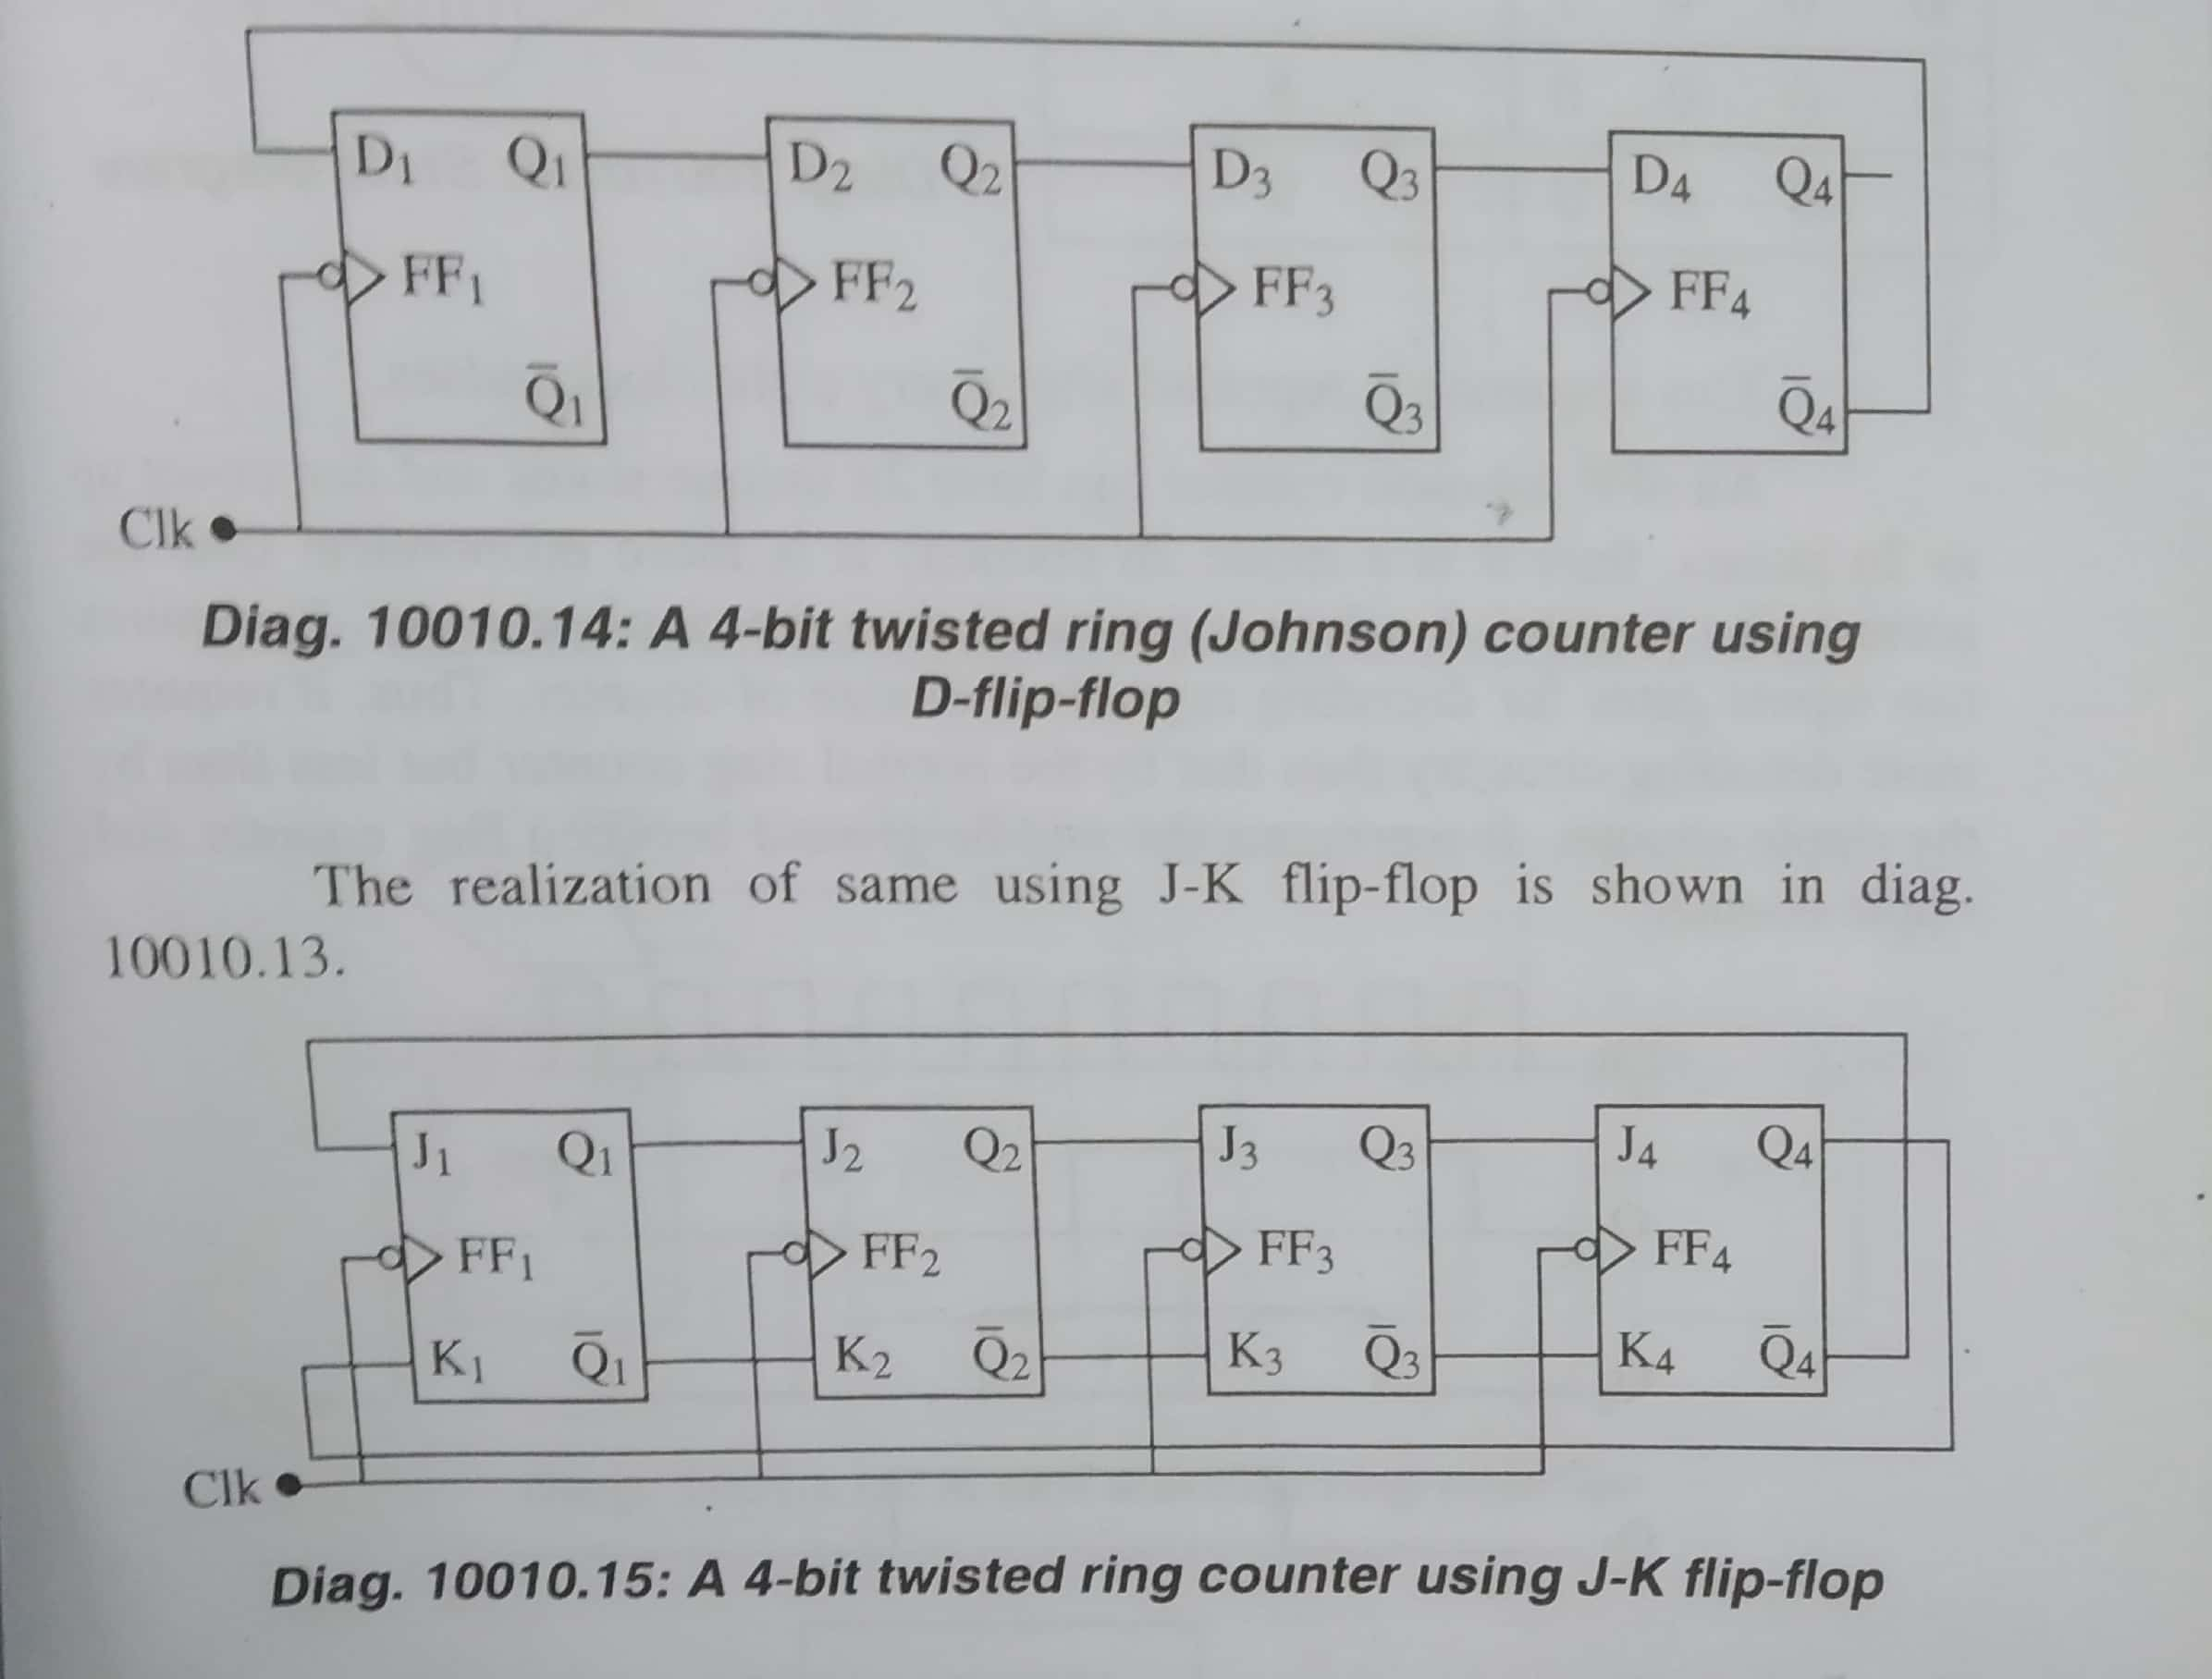 D₁ Q₁ D₂ Q₂ D₃ Q₃ D₄ Q₄
FF₁ FF₂ FF₃ FF₄
Q̅₁ Q̅₂ Q̅₃ Q̅₄
Clk
Diag. 10010.14: A 4-bit twisted ring (Johnson) counter using
D-flip-flop
The realization of same using J-K flip-flop is shown in diag.
10010.13.
J₁ Q₁ J₂ Q₂ J₃ Q₃ J₄ Q₄
FF₁ FF₂ FF₃ FF₄
K₁ Q̅₁ K₂ Q̅₂ K₃ Q̅₃ K₄ Q̅₄
Clk
Diag. 10010.15: A 4-bit twisted ring counter using J-K flip-flop